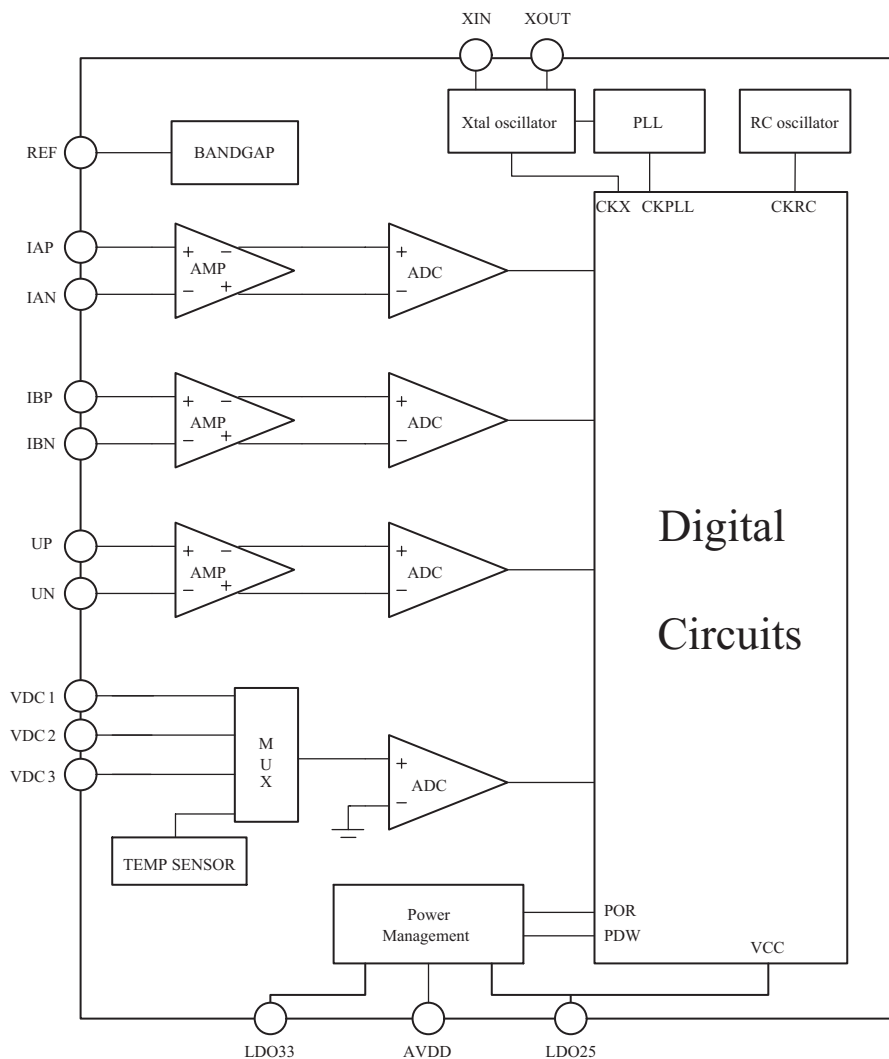 XIN XOUT
Xtal oscillator
PLL
RC oscillator
REF
BANDGAP
CKX CKPLL CKRC
IAP
+ − AMP − + + − ADC
IAN
IBP
+ − AMP − + + − ADC
IBN
UP
+ − AMP − + + − ADC
UN
Digital
Circuits
VDC 1
VDC 2
VDC 3
M
U
X
+ − ADC
TEMP SENSOR
Power
Management
POR
PDW
VCC
LDO33 AVDD LDO25